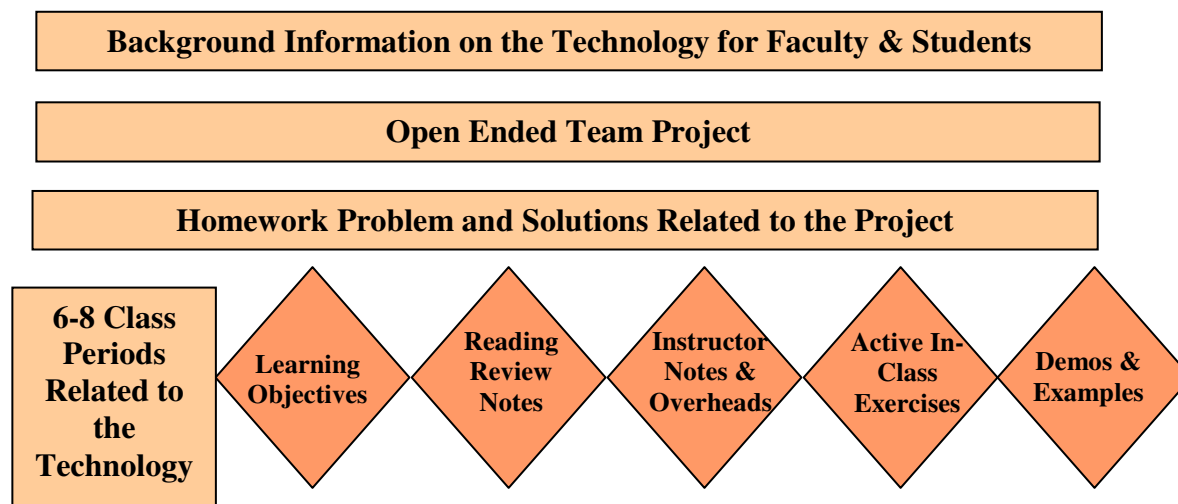 Background Information on the Technology for Faculty & Students
Open Ended Team Project
Homework Problem and Solutions Related to the Project
6-8 Class
Periods
Related to
the
Technology
Learning
Objectives
Reading
Review
Notes
Instructor
Notes &
Overheads
Active In-
Class
Exercises
Demos &
Examples